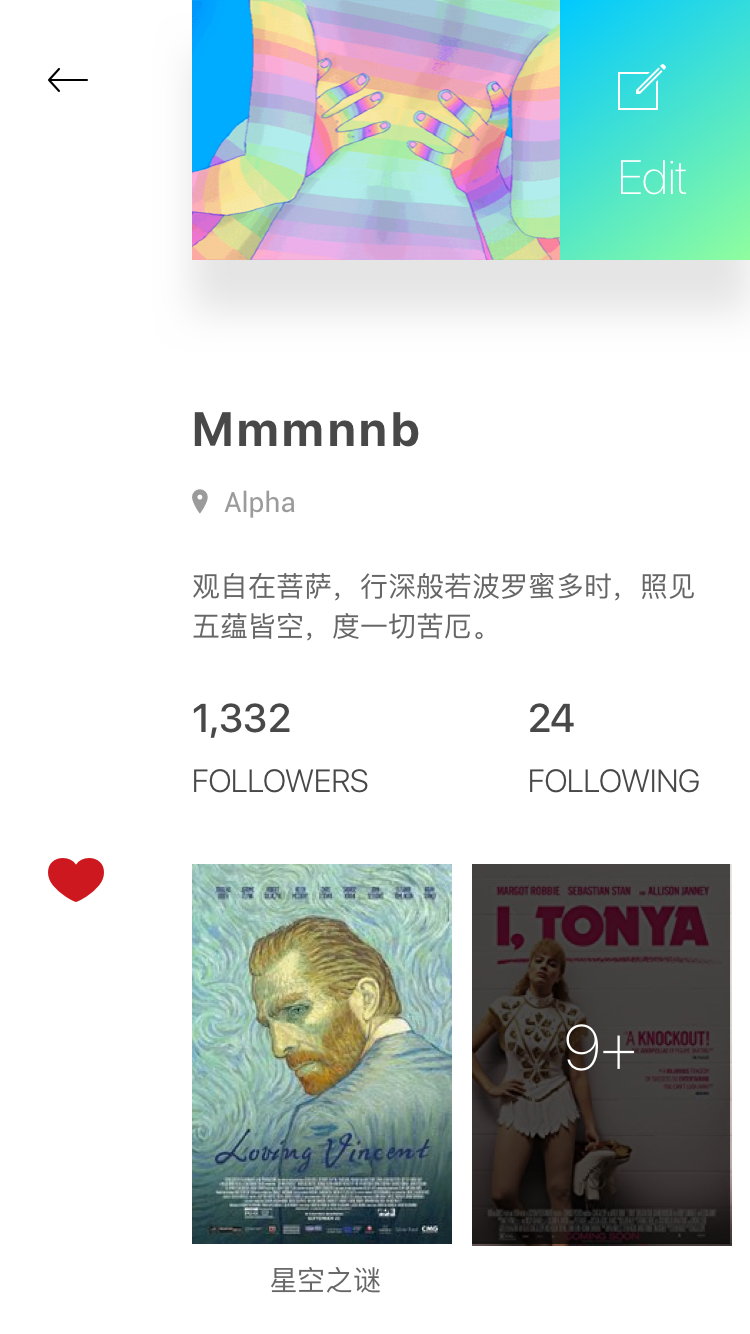 Edit
Mmmnnb
Alpha
观自在菩萨，行深般若波罗蜜多时，照见
五蕴皆空，度一切苦厄。
1,332
24
FOLLOWERS
FOLLOWING
MARGOT ROBBIE SEBASTIAN STAN AND ALLISON JANNEY
I, TONYA
"A KNOCKOUT!
9+
Loving Vincent
COMING SOON
星空之谜